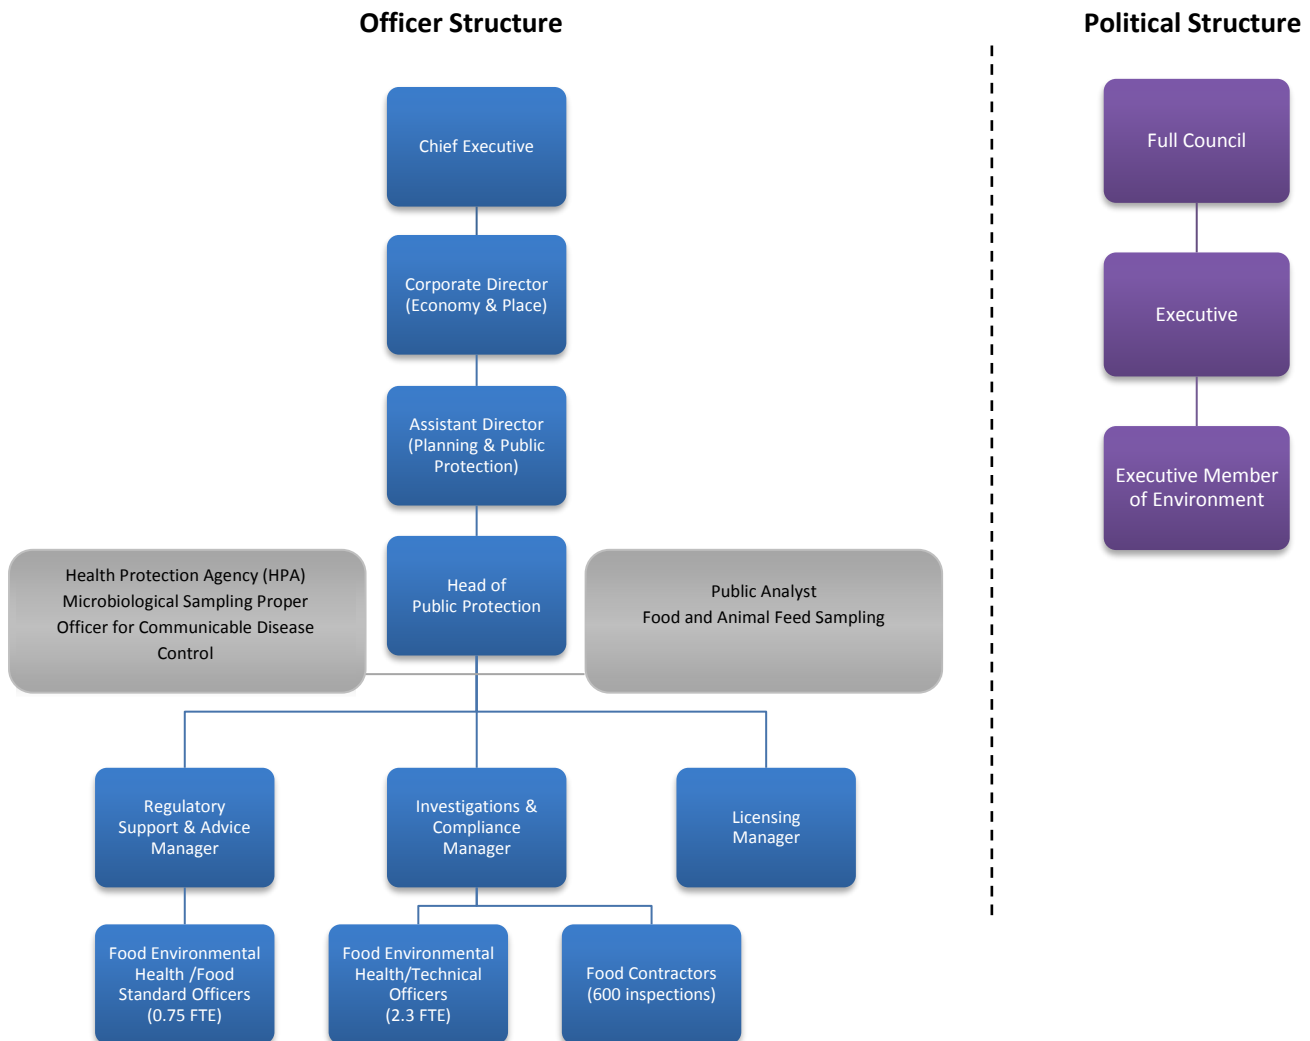 Officer Structure
Political Structure
Chief Executive
Full Council
Corporate Director
(Economy & Place)
Executive
Assistant Director
(Planning & Public
Protection)
Executive Member
of Environment
Health Protection Agency (HPA)
Microbiological Sampling Proper
Officer for Communicable Disease
Control
Head of
Public Protection
Public Analyst
Food and Animal Feed Sampling
Regulatory
Support & Advice
Manager
Investigations &
Compliance
Manager
Licensing
Manager
Food Environmental
Health /Food
Standard Officers
(0.75 FTE)
Food Environmental
Health/Technical
Officers
(2.3 FTE)
Food Contractors
(600 inspections)